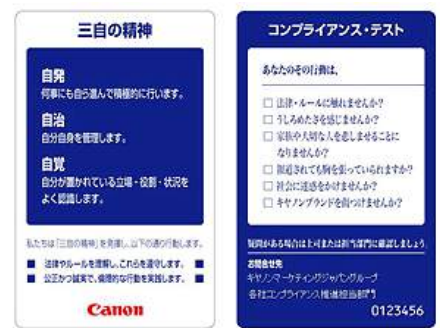 三自の精神
自発
何事にも自ら進んで積極的に行います。
自治
自分自身を管理します。
自覚
自分が置かれている立場・役割・状況を
よく認識します。
私たちは「三自の精神」を発揮し、以下の通り行動します。
■ 法律やルールを理解し、これらを遵守します。 ■
■ 公正かつ誠実で、倫理的な行動を実践します。 ■
Canon
コンプライアンス・テスト
あなたのその行動は、
□ 法律・ルールに触れませんか?
□ うしろめたさを感じませんか?
□ 家族や大切な人を悲しませることに
なりませんか?
□ 報道されても胸を張っていられますか?
□ 社会に迷惑をかけませんか?
□ キヤノンブランドを傷つけませんか?
疑問がある場合は上司または担当部門に確認しましょう。
お問合せ先
キヤノンマーケティングジャパングループ
各社コンプライアンス推進担当部門
0123456